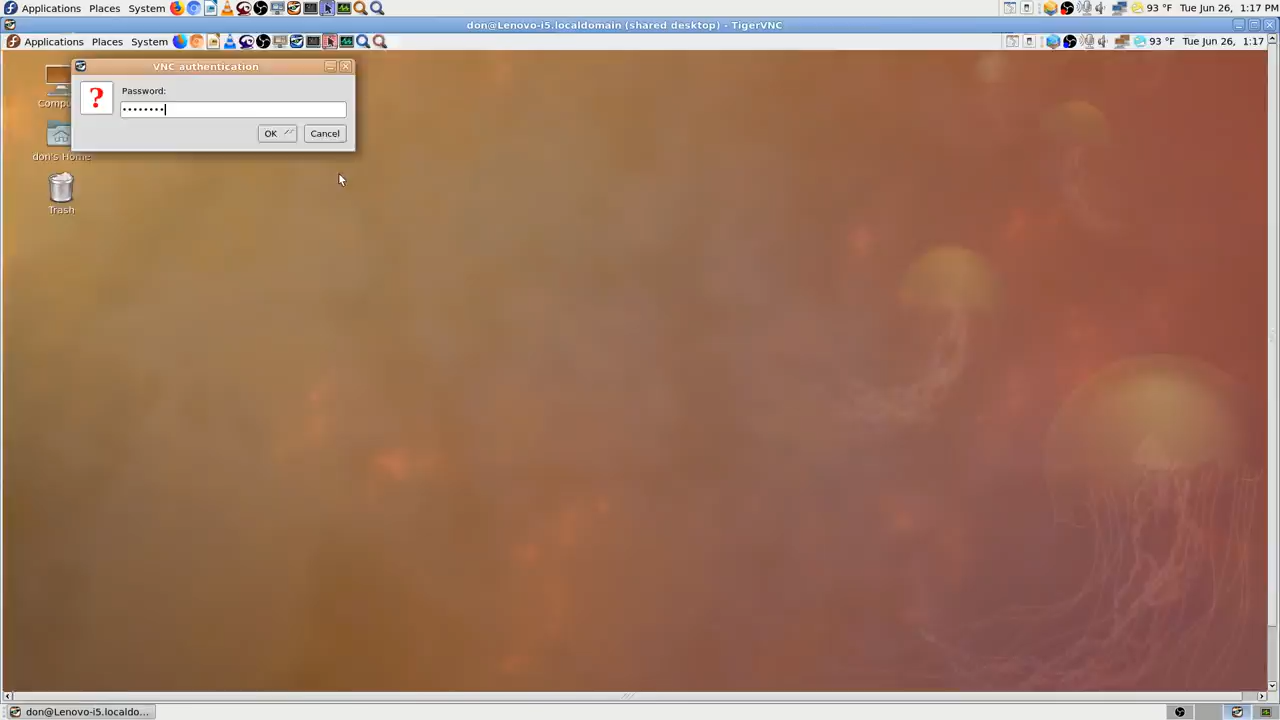 Applications Places System 93 °F Tue Jun 26, 1:17 PM
don@Lenovo-i5.localdomain (shared desktop) - TigerVNC
Applications Places System 93 °F Tue Jun 26, 1:17
VNC authentication
Password:
?
OK Cancel
don's Home
Trash
don@Lenovo-i5.localdo...